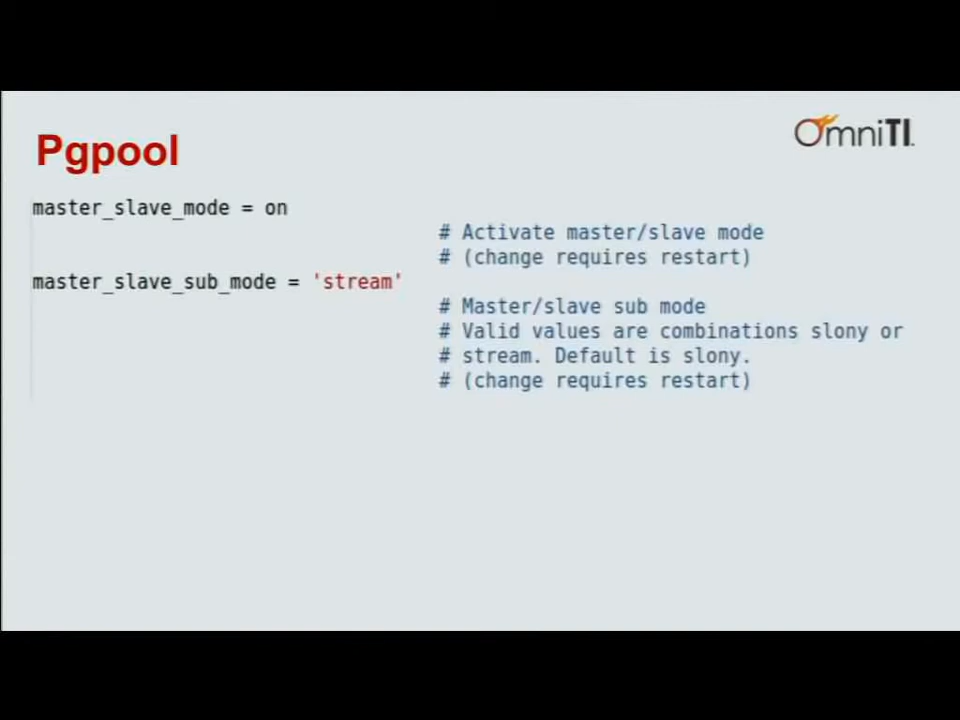 OmniTI
Pgpool
master_slave_mode = on
# Activate master/slave mode
# (change requires restart)
master_slave_sub_mode = 'stream'
# Master/slave sub mode
# Valid values are combinations slony or
# stream. Default is slony.
# (change requires restart)